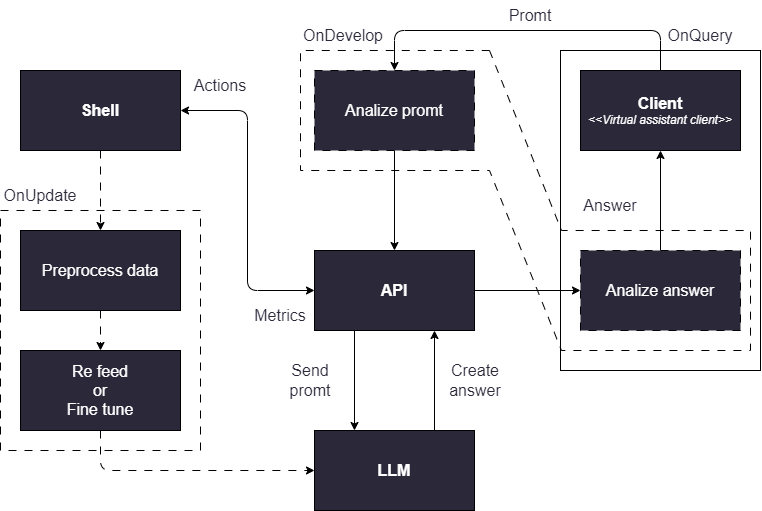 Promt
OnDevelop
OnQuery
Shell
Actions
Analize promt
Client
<<Virtual assistant client>>
OnUpdate
Answer
Preprocess data
API
Analize answer
Metrics
Re feed
or
Fine tune
Send
promt
Create
answer
LLM